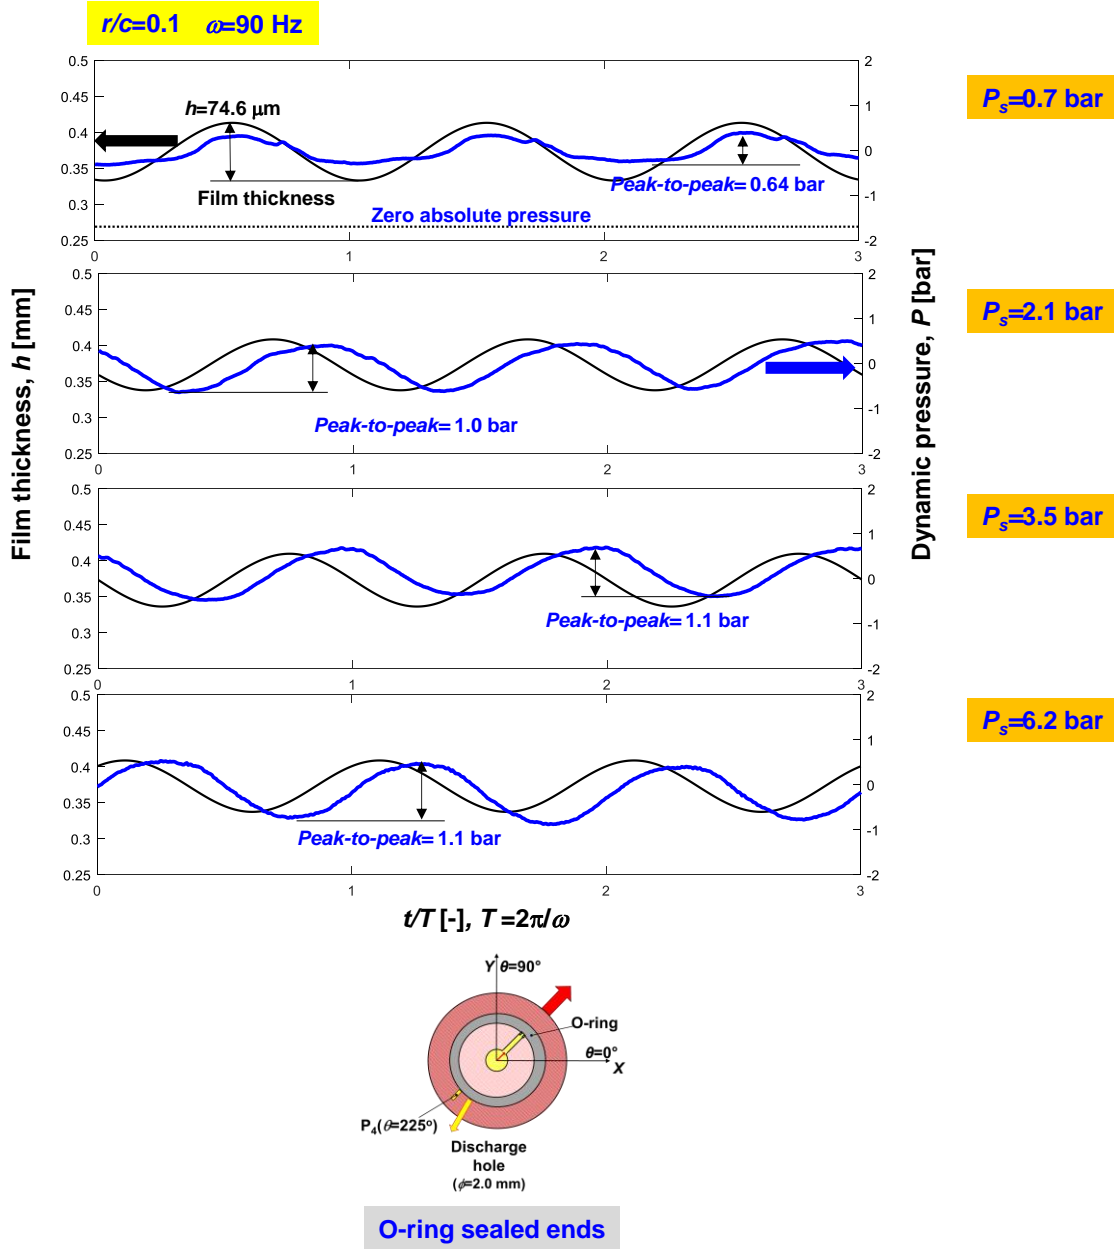 r/c=0.1 ω=90 Hz
0.5
0.45
0.4
0.35
0.3
0.25
h=74.6 µm
Film thickness
Peak-to-peak= 0.64 bar
Zero absolute pressure
2
1
0
-1
-2
0
1
2
3
Ps=0.7 bar
0.5
0.45
0.4
0.35
0.3
0.25
Peak-to-peak= 1.0 bar
2
1
0
-1
-2
0
1
2
3
Ps=2.1 bar
Film thickness, h [mm]
Dynamic pressure, P [bar]
0.5
0.45
0.4
0.35
0.3
0.25
Peak-to-peak= 1.1 bar
2
1
0
-1
-2
0
1
2
3
Ps=3.5 bar
0.5
0.45
0.4
0.35
0.3
0.25
Peak-to-peak= 1.1 bar
2
1
0
-1
-2
0
1
2
3
Ps=6.2 bar
t/T [-], T =2π/ω
Y θ=90°
O-ring
θ=0°
X
P4(θ=225°)
Discharge
hole
(ϕ=2.0 mm)
O-ring sealed ends